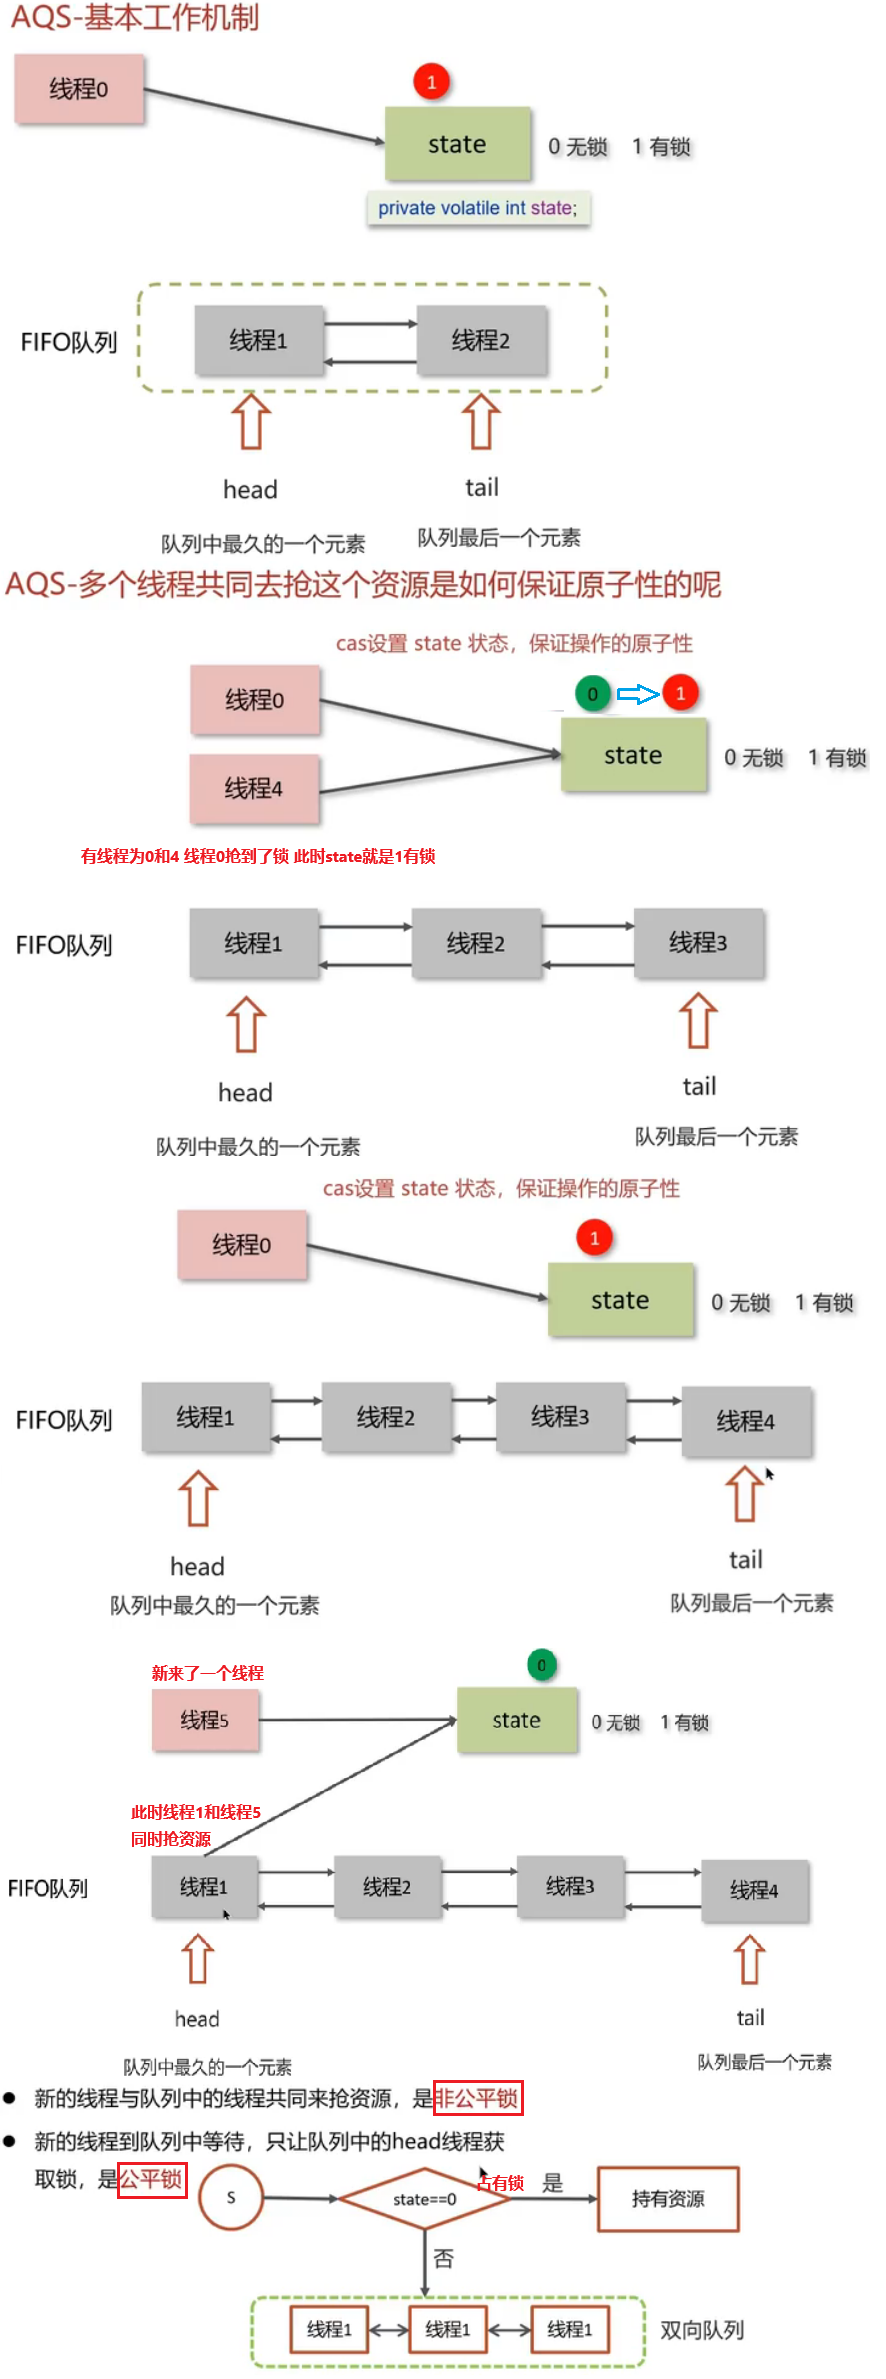 AQS-基本工作机制
线程0
1
state
0 无锁 1 有锁
private volatile int state;
FIFO队列
线程1
线程2
head
tail
队列中最久的一个元素
队列最后一个元素
AQS-多个线程共同去抢这个资源是如何保证原子性的呢
cas设置 state 状态，保证操作的原子性
线程0
0
1
state
0 无锁 1 有锁
线程4
有线程为0和4 线程0抢到了锁 此时state就是1有锁
FIFO队列
线程1
线程2
线程3
head
tail
队列中最久的一个元素
队列最后一个元素
cas设置 state 状态，保证操作的原子性
线程0
1
state
0 无锁 1 有锁
FIFO队列
线程1
线程2
线程3
线程4
head
tail
队列中最久的一个元素
队列最后一个元素
新来了一个线程
0
线程5
state
0 无锁 1 有锁
此时线程1和线程5
同时抢资源
FIFO队列
线程1
线程2
线程3
线程4
head
tail
队列中最久的一个元素
队列最后一个元素
新的线程与队列中的线程共同来抢资源，是非公平锁
新的线程到队列中等待，只让队列中的head线程获
取锁，是公平锁
S
state==0
占有锁
是
持有资源
否
线程1
线程1
线程1
双向队列